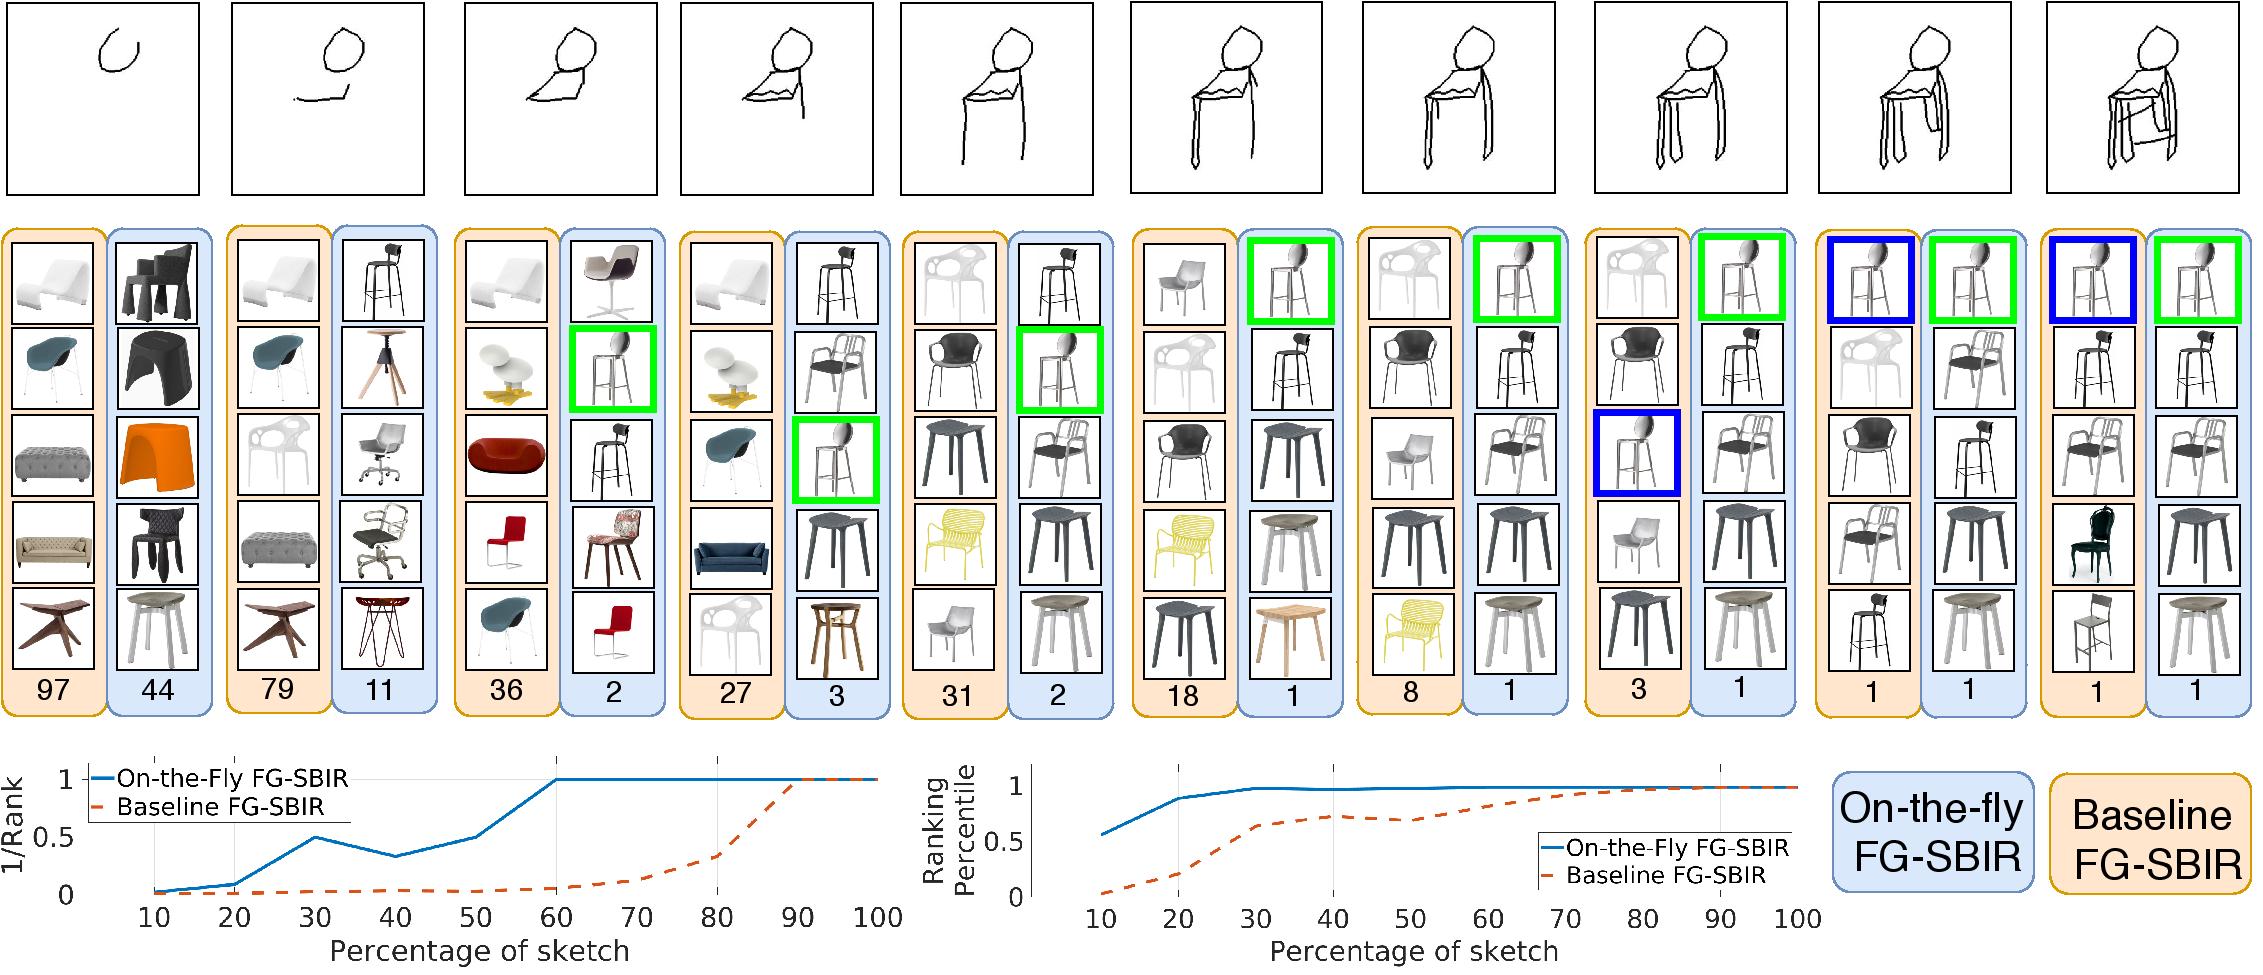 97 44 79 11 36 2 27 3 31 2 18 1 8 1 3 1 1 1 1 1
1/Rank
1
0.5
0
On-the-Fly FG-SBIR
Baseline FG-SBIR
10 20 30 40 50 60 70 80 90 100
Percentage of sketch
Ranking
Percentile
1
0.5
0
On-the-Fly FG-SBIR
Baseline FG-SBIR
10 20 30 40 50 60 70 80 90 100
Percentage of sketch
On-the-fly
FG-SBIR
Baseline
FG-SBIR